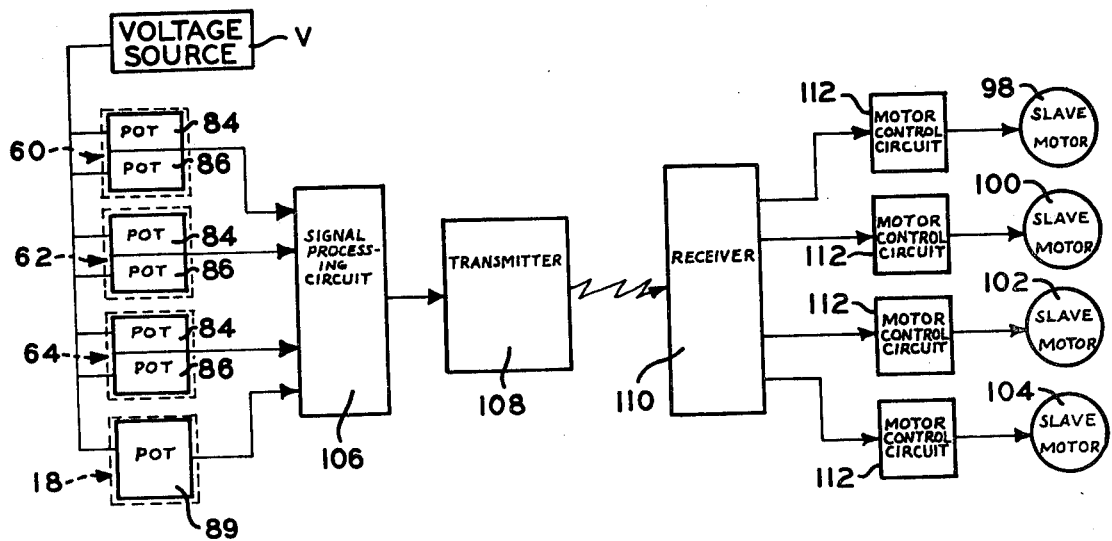 VOLTAGE
SOURCE
V
POT
84
60
POT
86
POT
84
62
POT
86
POT
84
64
POT
86
POT
18
89
SIGNAL
PROCESS-
ING
CIRCUIT
106
TRANSMITTER
108
RECEIVER
110
112
MOTOR
CONTROL
CIRCUIT
98
SLAVE
MOTOR
112
MOTOR
CONTROL
CIRCUIT
100
SLAVE
MOTOR
112
MOTOR
CONTROL
CIRCUIT
102
SLAVE
MOTOR
112
MOTOR
CONTROL
CIRCUIT
104
SLAVE
MOTOR